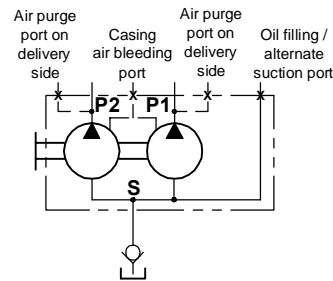 Air purge
port on
delivery
side
Casing
air bleeding
port
Air purge
port on
delivery
side
Oil filling /
alternate
suction port
P2
P1
S